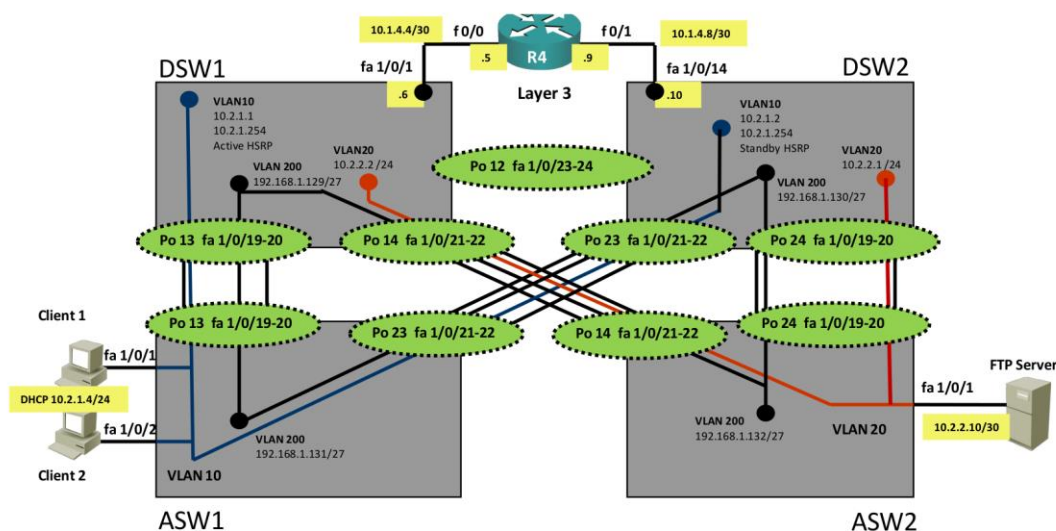 10.1.4.4/30
f 0/0
f 0/1
10.1.4.8/30
.5
R4
.9
DSW1
fa 1/0/1
Layer 3
fa 1/0/14
DSW2
.6
.10
VLAN10
10.2.1.1
10.2.1.254
Active HSRP
VLAN10
10.2.1.2
10.2.1.254
Standby HSRP
VLAN20
10.2.2.2/24
VLAN20
10.2.2.1/24
Po 12 fa 1/0/23-24
VLAN 200
192.168.1.129/27
VLAN 200
192.168.1.130/27
Po 13 fa 1/0/19-20
Po 14 fa 1/0/21-22
Po 23 fa 1/0/21-22
Po 24 fa 1/0/19-20
Po 13 fa 1/0/19-20
Po 23 fa 1/0/21-22
Po 14 fa 1/0/21-22
Po 24 fa 1/0/19-20
Client 1
fa 1/0/1
DHCP 10.2.1.4/24
fa 1/0/2
Client 2
FTP Server
fa 1/0/1
10.2.2.10/30
VLAN 200
192.168.1.131/27
VLAN 200
192.168.1.132/27
VLAN 20
VLAN 10
ASW1
ASW2